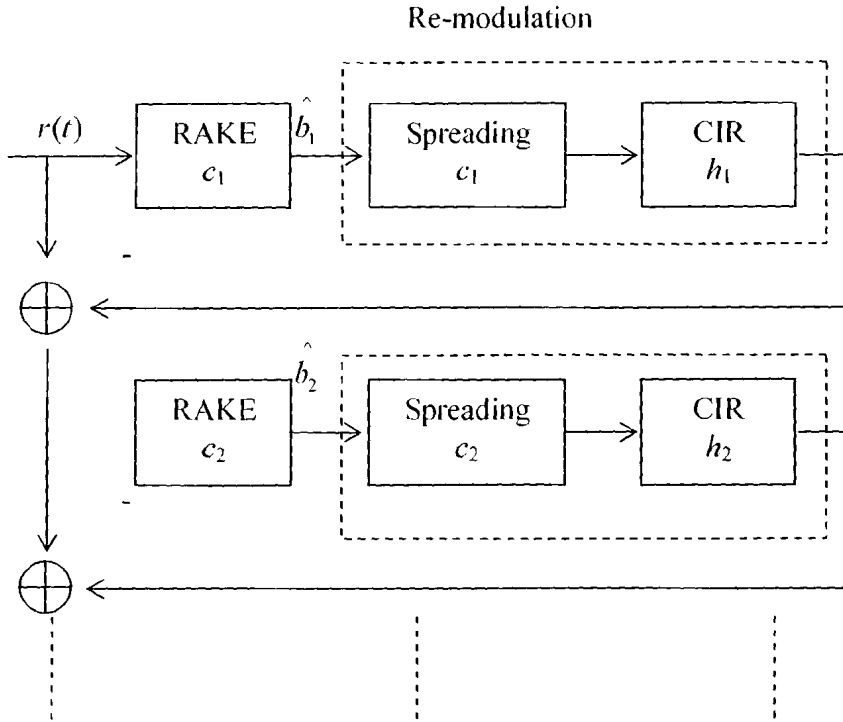 Re-modulation
r(t)
RAKE
c₁
b̂₁
Spreading
c₁
CIR
h₁
-
RAKE
c₂
b̂₂
Spreading
c₂
CIR
h₂
-